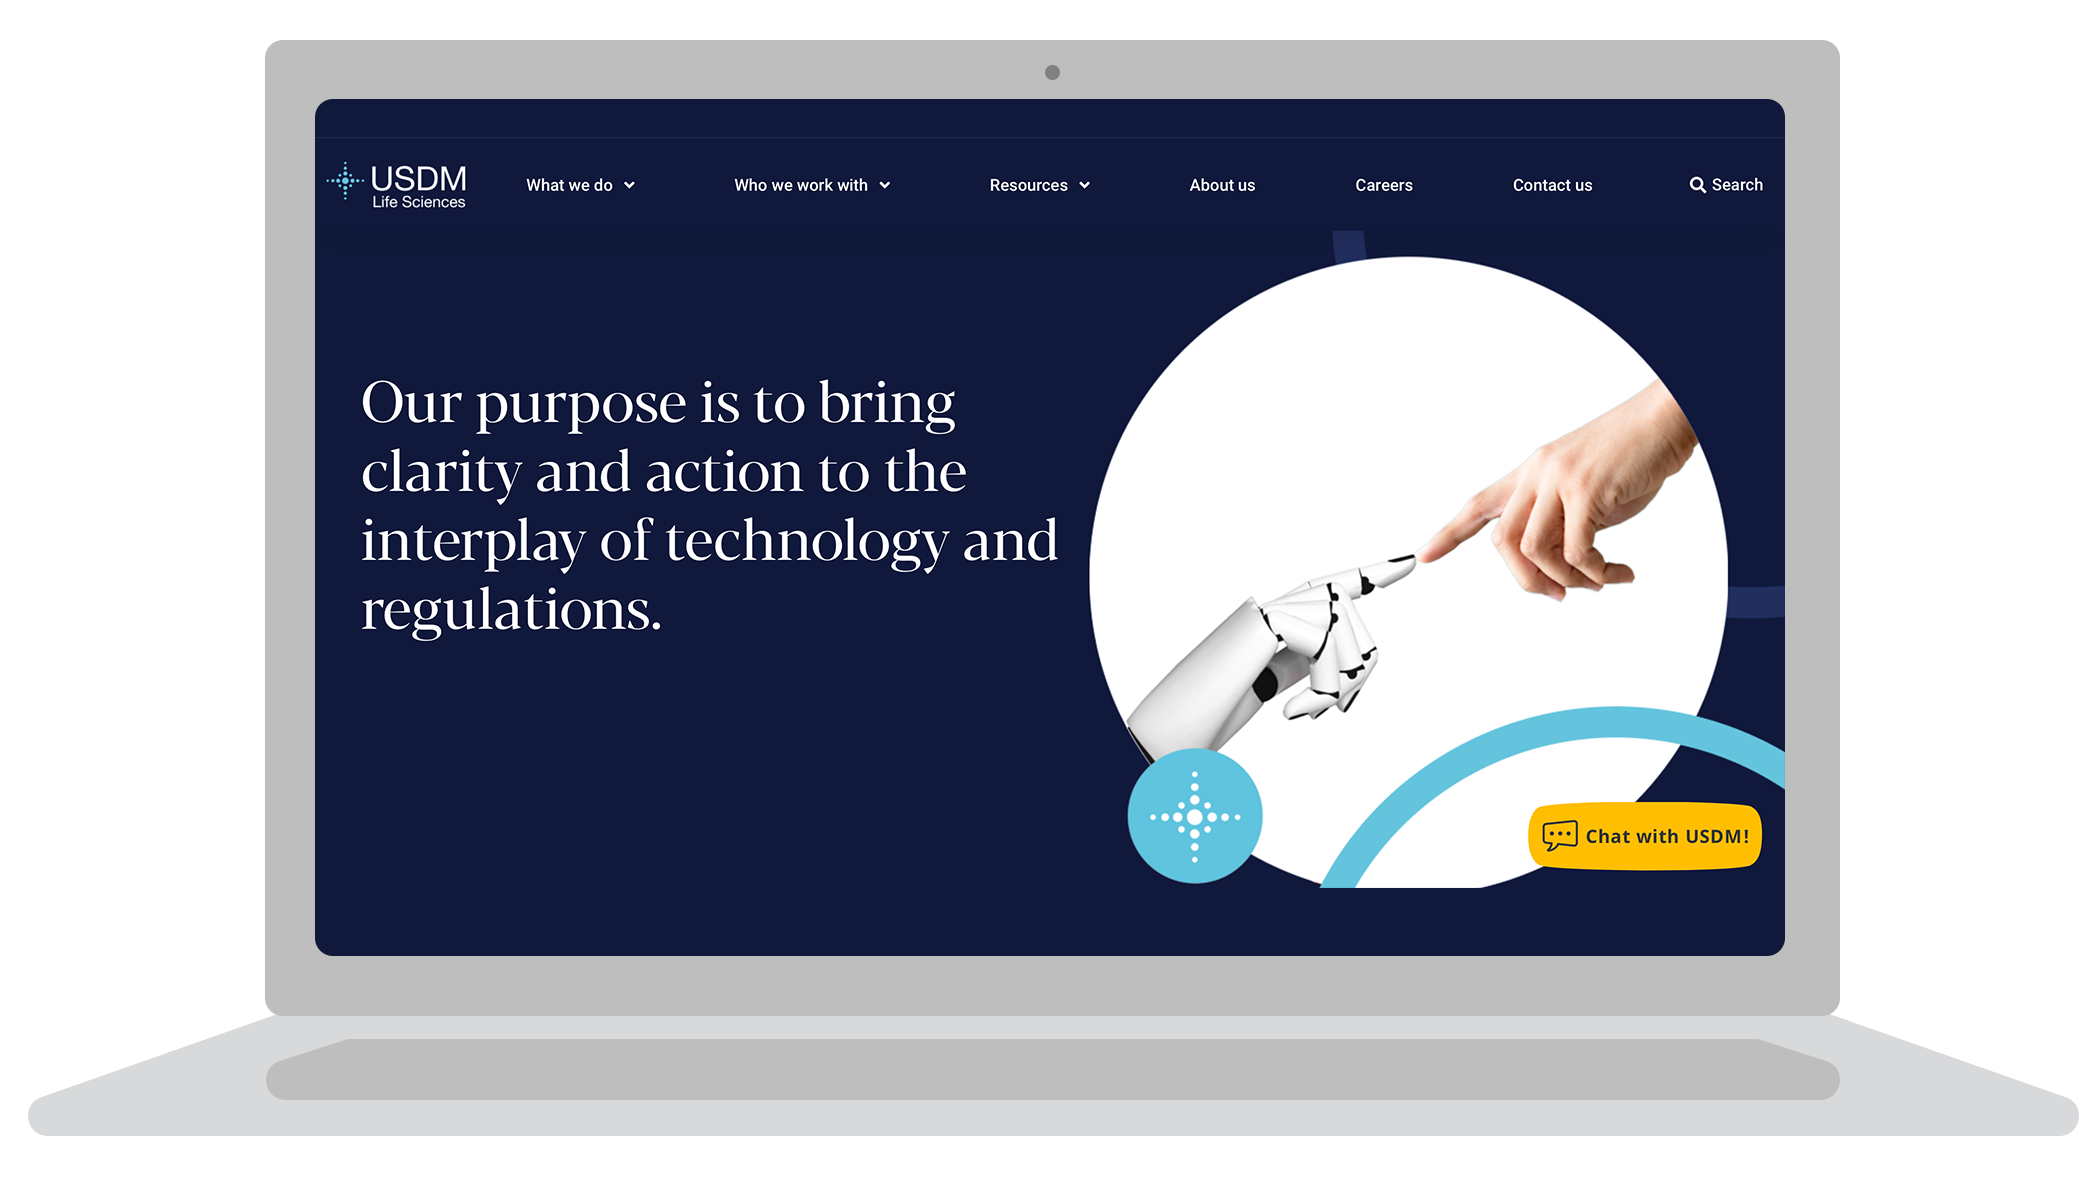 USDM
Life Sciences
What we do
Who we work with
Resources
About us
Careers
Contact us
Search
Our purpose is to bring
clarity and action to the
interplay of technology and
regulations.
Chat with USDM!